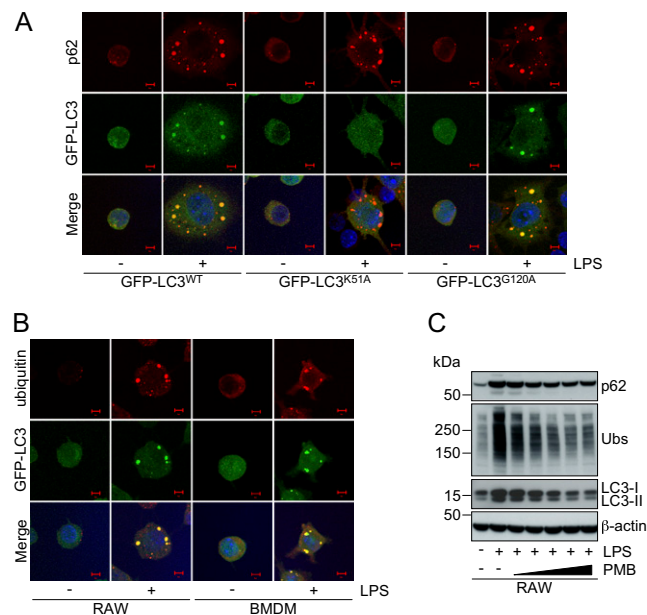 A
p62
GFP-LC3
Merge
- + - + - + LPS
GFP-LC3WT GFP-LC3K51A GFP-LC3G120A
B
ubiquitin
GFP-LC3
Merge
- + - + LPS
RAW BMDM
C
kDa
50 p62
250
150 Ubs
LC3-I
15 LC3-II
50
β-actin
- + + + + + + LPS
- - PMB
RAW